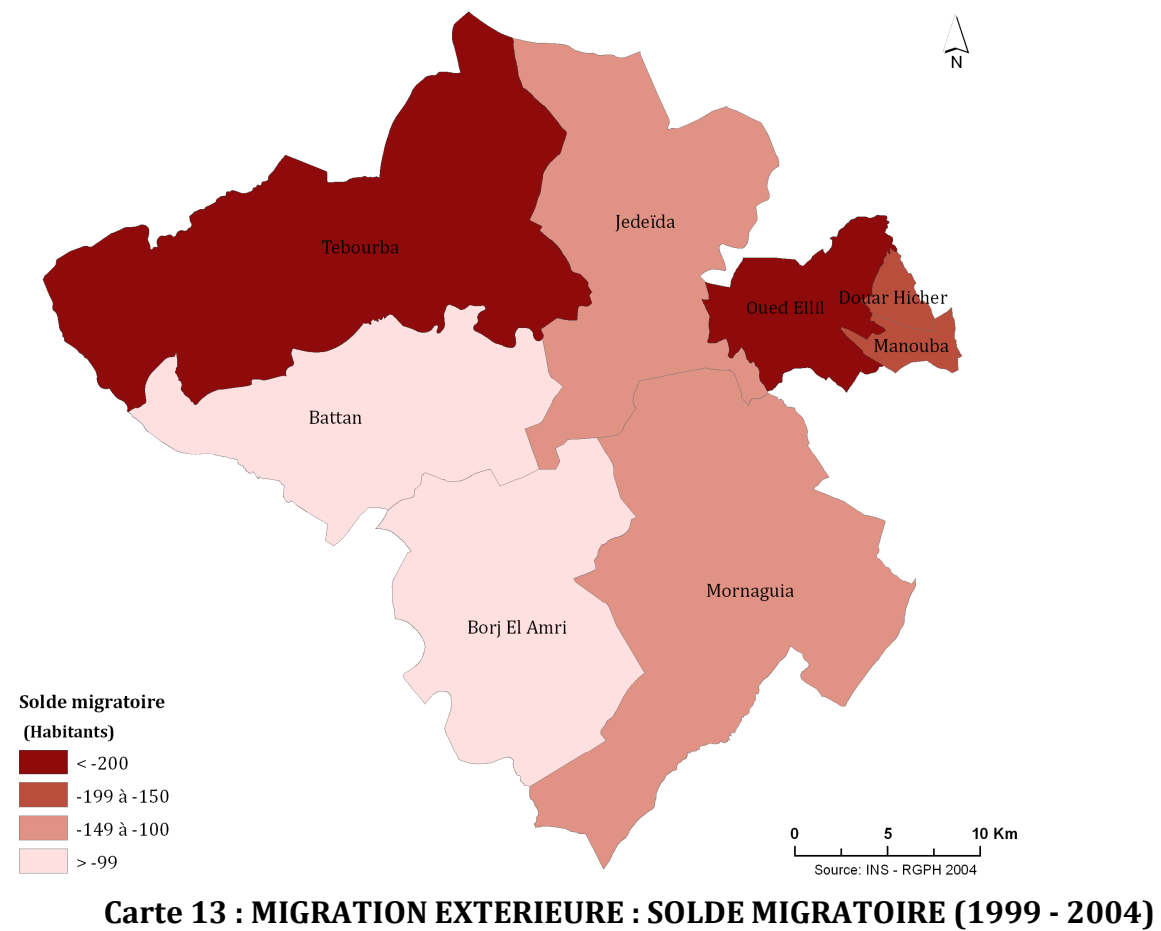 N
Jedeïda
Tebourba
Douar Hicher
Oued Ellil
Manouba
Battan
Mornaguia
Borj El Amri
Solde migratoire
(Habitants)
< -200
-199 à -150
-149 à -100
> -99
0 5 10 Km
Source: INS - RGPH 2004
Carte 13 : MIGRATION EXTERIEURE : SOLDE MIGRATOIRE (1999 - 2004)